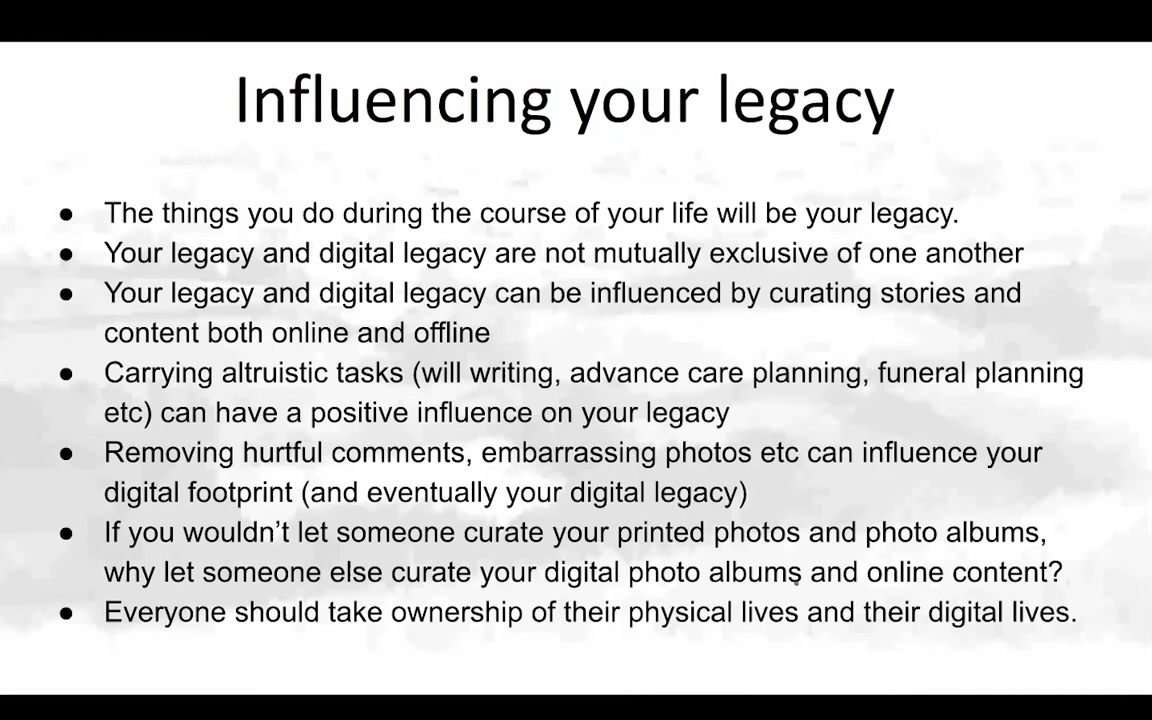 Influencing your legacy
● The things you do during the course of your life will be your legacy.
● Your legacy and digital legacy are not mutually exclusive of one another
● Your legacy and digital legacy can be influenced by curating stories and
content both online and offline
● Carrying altruistic tasks (will writing, advance care planning, funeral planning
etc) can have a positive influence on your legacy
● Removing hurtful comments, embarrassing photos etc can influence your
digital footprint (and eventually your digital legacy)
● If you wouldn’t let someone curate your printed photos and photo albums,
why let someone else curate your digital photo albums and online content?
● Everyone should take ownership of their physical lives and their digital lives.